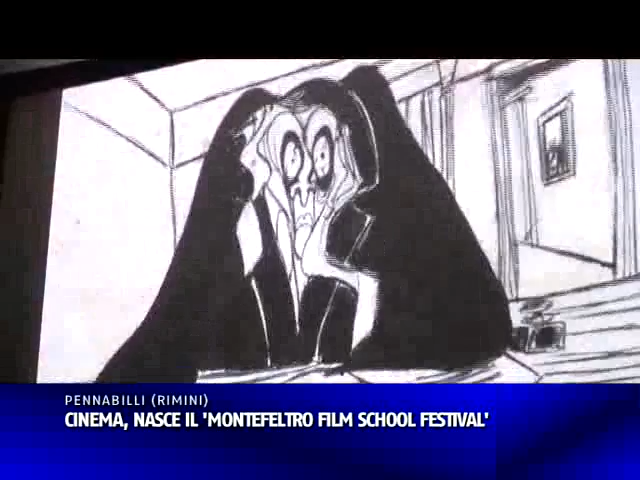 PENNABILLI (RIMINI)
CINEMA, NASCE IL 'MONTEFELTRO FILM SCHOOL FESTIVAL'